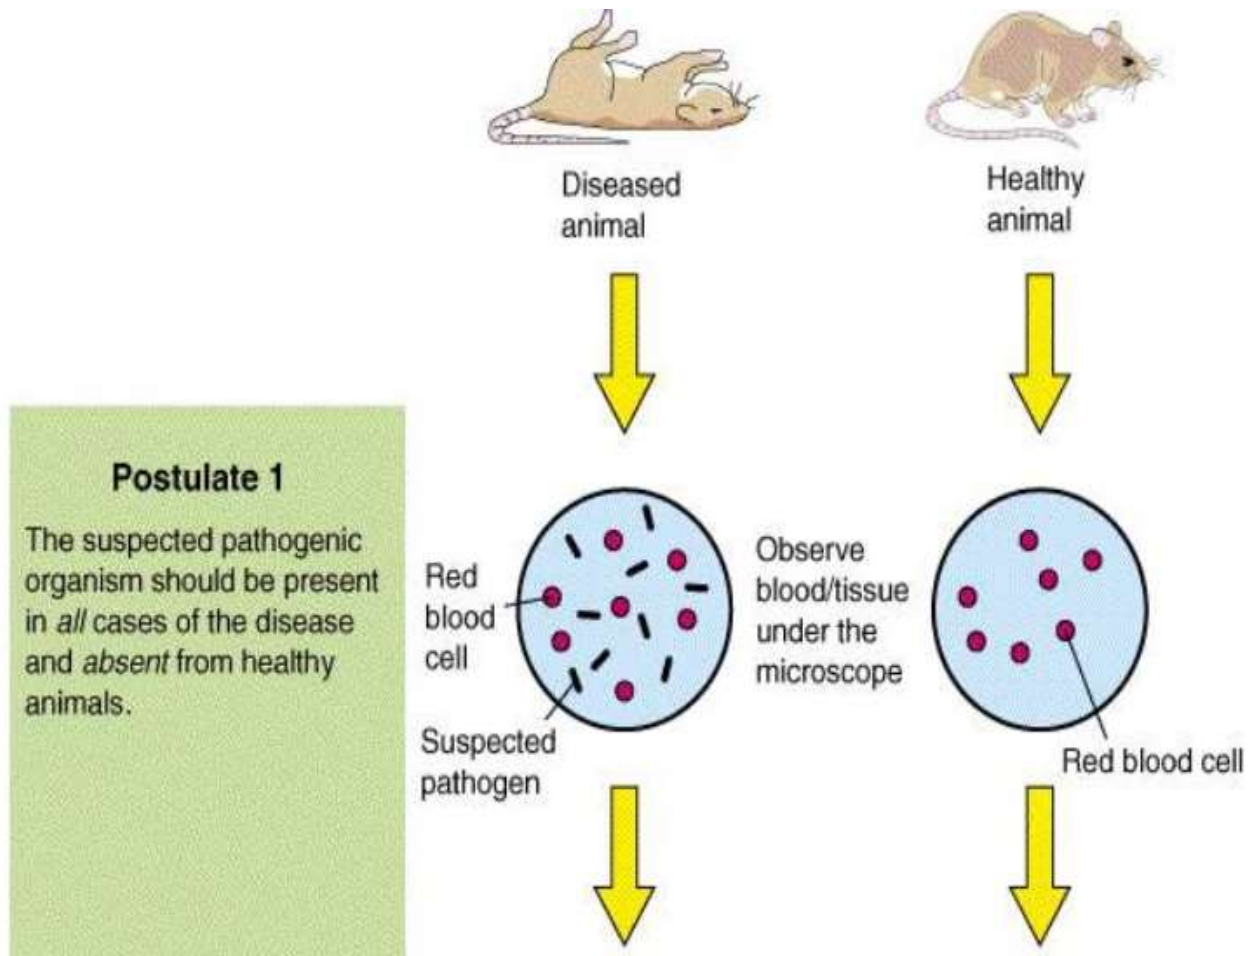 Diseased
animal
Healthy
animal
Postulate 1
The suspected pathogenic
organism should be present
in all cases of the disease
and absent from healthy
animals.
Red
blood
cell
Suspected
pathogen
Observe
blood/tissue
under the
microscope
Red blood cell